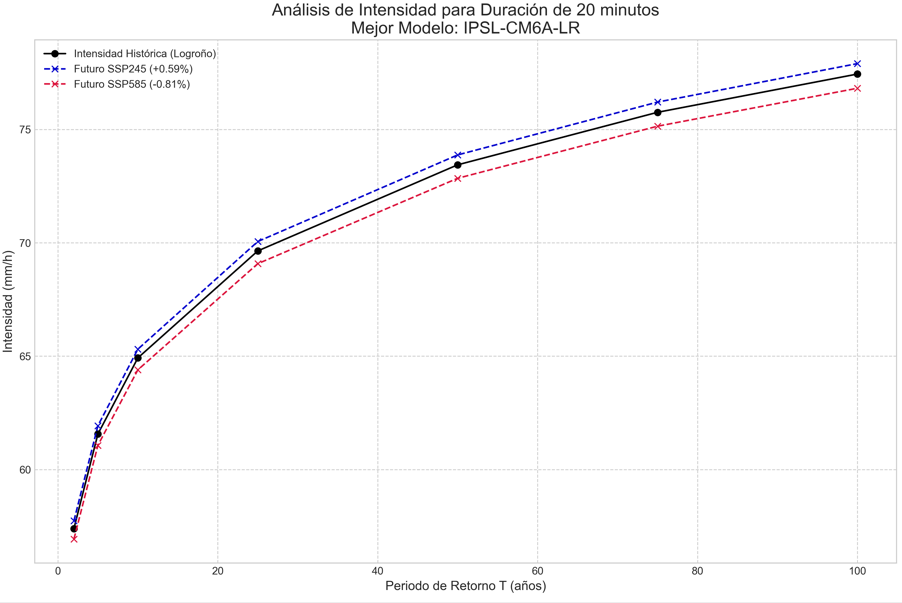 Análisis de Intensidad para Duración de 20 minutos
Mejor Modelo: IPSL-CM6A-LR
Intensidad Histórica (Logroño)
Futuro SSP245 (+0.59%)
Futuro SSP585 (-0.81%)
Intensidad (mm/h)
75
70
65
60
0 20 40 60 80 100
Periodo de Retorno T (años)